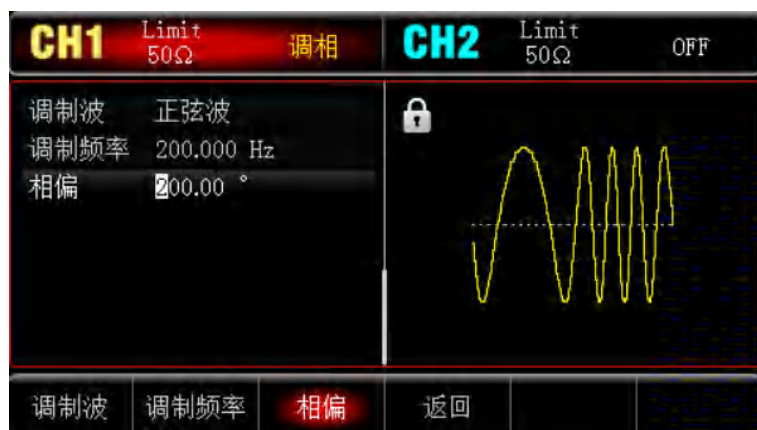 CH1 Limit 50Ω 调相 CH2 Limit 50Ω OFF
调制波 正弦波
调制频率 200.000 Hz
相偏 200.00 °
调制波 调制频率 相偏 返回